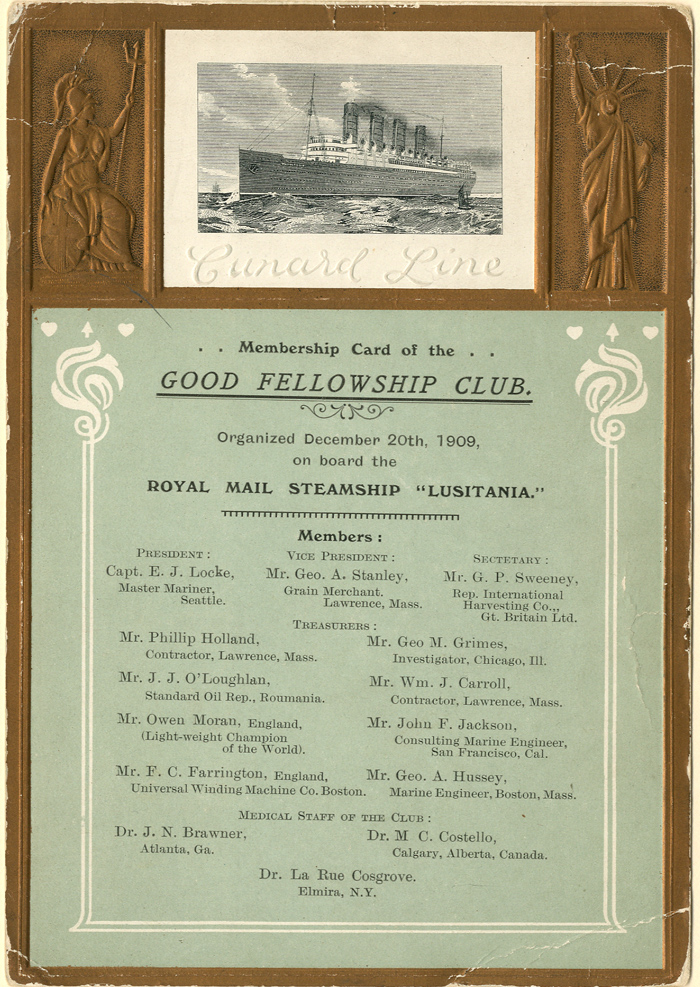 Cunard Line
. . Membership Card of the . .
GOOD FELLOWSHIP CLUB.
Organized December 20th, 1909,
on board the
ROYAL MAIL STEAMSHIP "LUSITANIA."
Members :
PRESIDENT : VICE PRESIDENT : SECTETARY :
Capt. E. J. Locke, Mr. Geo. A. Stanley, Mr. G. P. Sweeney,
Master Mariner, Grain Merchant. Rep. International
Seattle. Lawrence, Mass. Harvesting Co.,,
Gt. Britain Ltd.
TREASURERS :
Mr. Phillip Holland, Mr. Geo M. Grimes,
Contractor, Lawrence, Mass. Investigator, Chicago, Ill.
Mr. J. J. O'Loughlan, Mr. Wm. J. Carroll,
Standard Oil Rep., Roumania. Contractor, Lawrence, Mass.
Mr. Owen Moran, England, Mr. John F. Jackson,
(Light-weight Champion Consulting Marine Engineer,
of the World). San Francisco, Cal.
Mr. F. C. Farrington, England, Mr. Geo. A. Hussey,
Universal Winding Machine Co. Boston. Marine Engineer, Boston, Mass.
MEDICAL STAFF OF THE CLUB :
Dr. J. N. Brawner, Dr. M C. Costello,
Atlanta, Ga. Calgary, Alberta, Canada.
Dr. La Rue Cosgrove.
Elmira, N.Y.